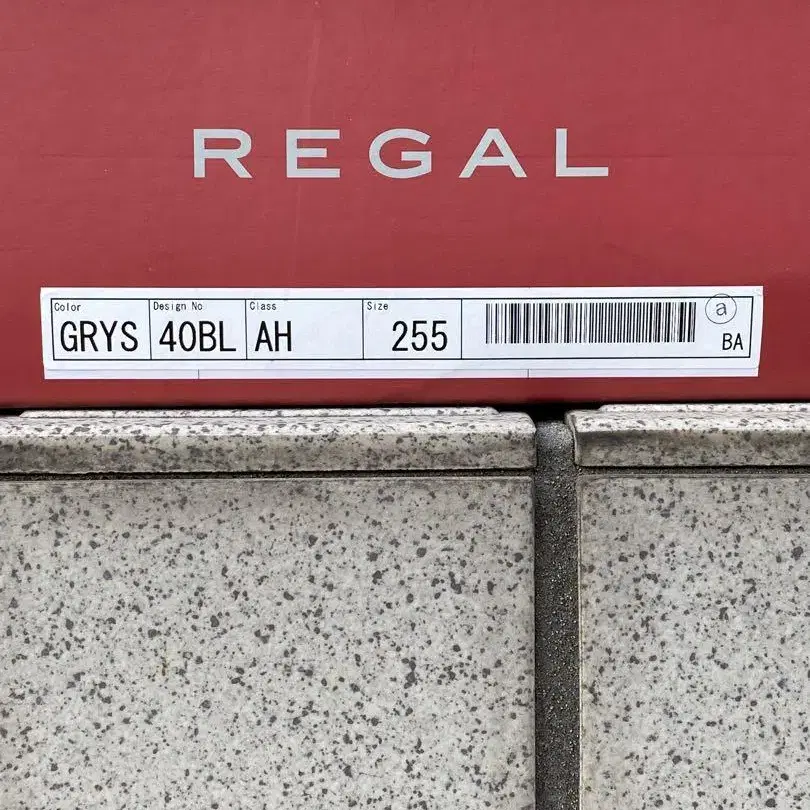 REGAL
Color Design No Class Size
GRYS 40BL AH 255 a
BA